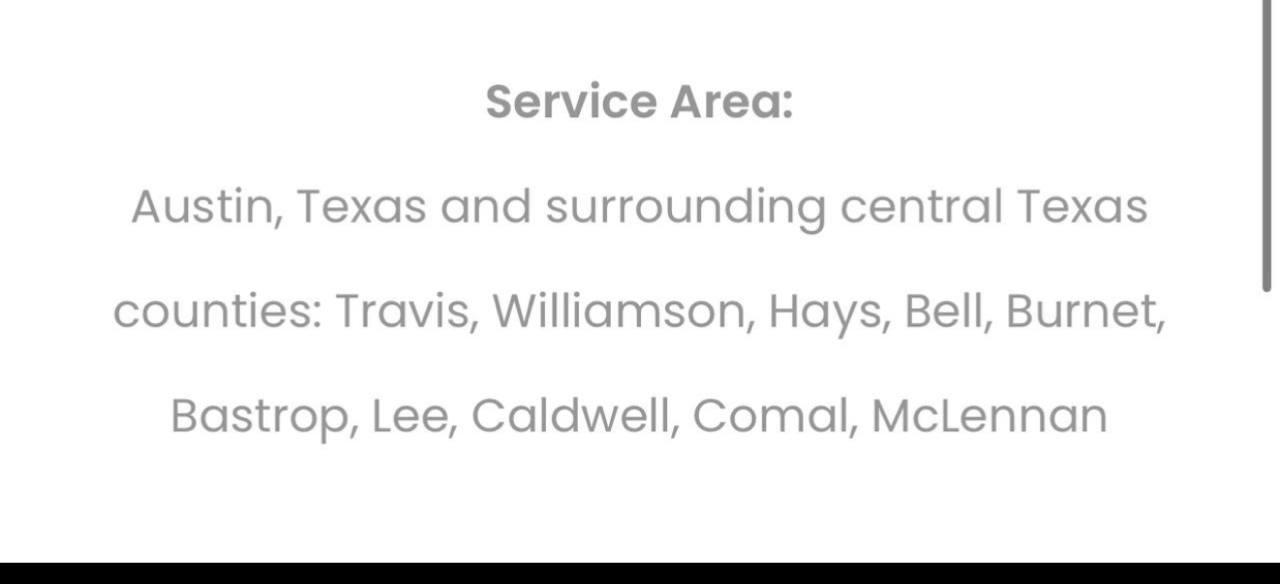 Service Area:
Austin, Texas and surrounding central Texas
counties: Travis, Williamson, Hays, Bell, Burnet,
Bastrop, Lee, Caldwell, Comal, McLennan